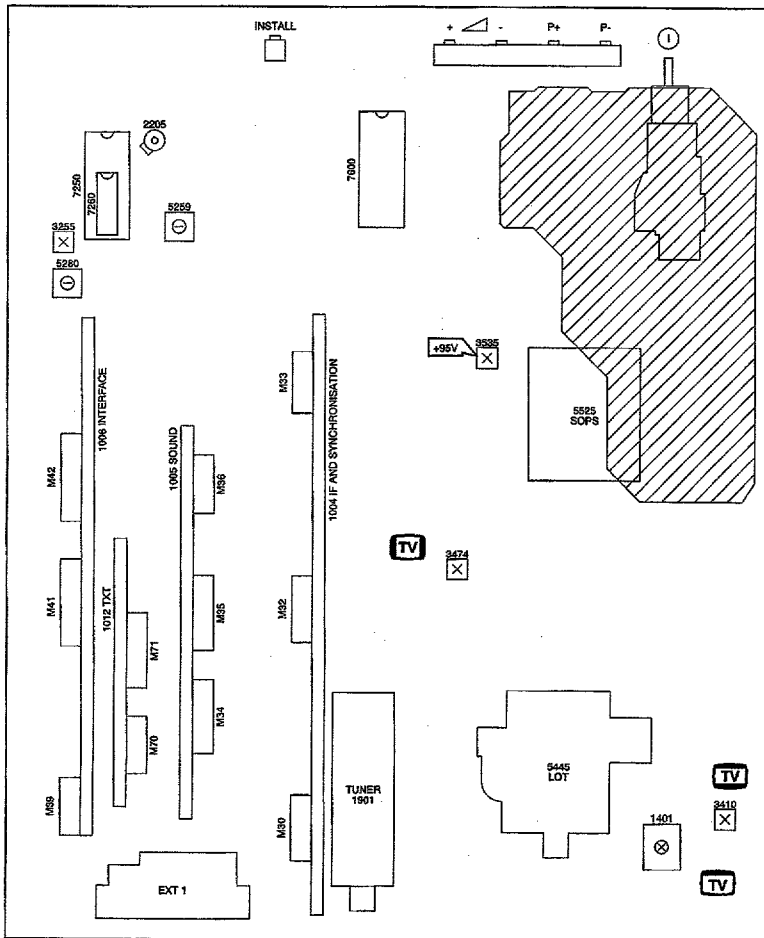 INSTALL
+ - P+ P-
I
2205
7250
7260
5259
3255
5280
7600
+95V
3535
5525
SOPS
M33
1006 INTERFACE
1005 SOUND
1004 IF AND SYNCHRONISATION
M42
M36
TV
3474
M41
1012 TXT
M71
M35
M32
M70
M34
M39
M30
TUNER
1901
5445
LOT
TV
3410
1401
TV
EXT 1